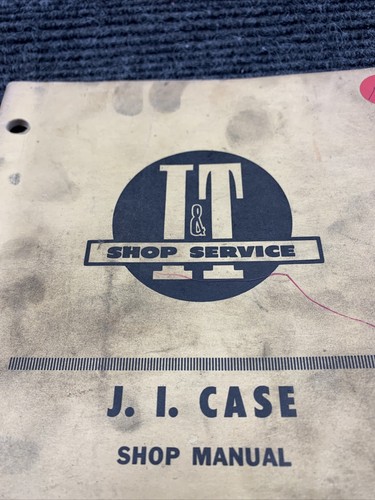 I&T
SHOP SERVICE
J. I. CASE
SHOP MANUAL